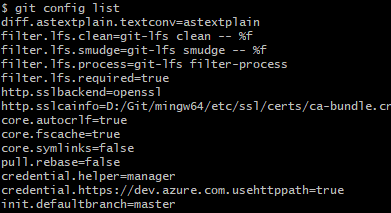 $ git config list
diff.astextplain.textconv=astextplain
filter.lfs.clean=git-lfs clean -- %f
filter.lfs.smudge=git-lfs smudge -- %f
filter.lfs.process=git-lfs filter-process
filter.lfs.required=true
http.sslbackend=openssl
http.sslcainfo=D:/Git/mingw64/etc/ssl/certs/ca-bundle.cr
core.autocrlf=true
core.fscache=true
core.symlinks=false
pull.rebase=false
credential.helper=manager
credential.https://dev.azure.com.usehttppath=true
init.defaultbranch=master